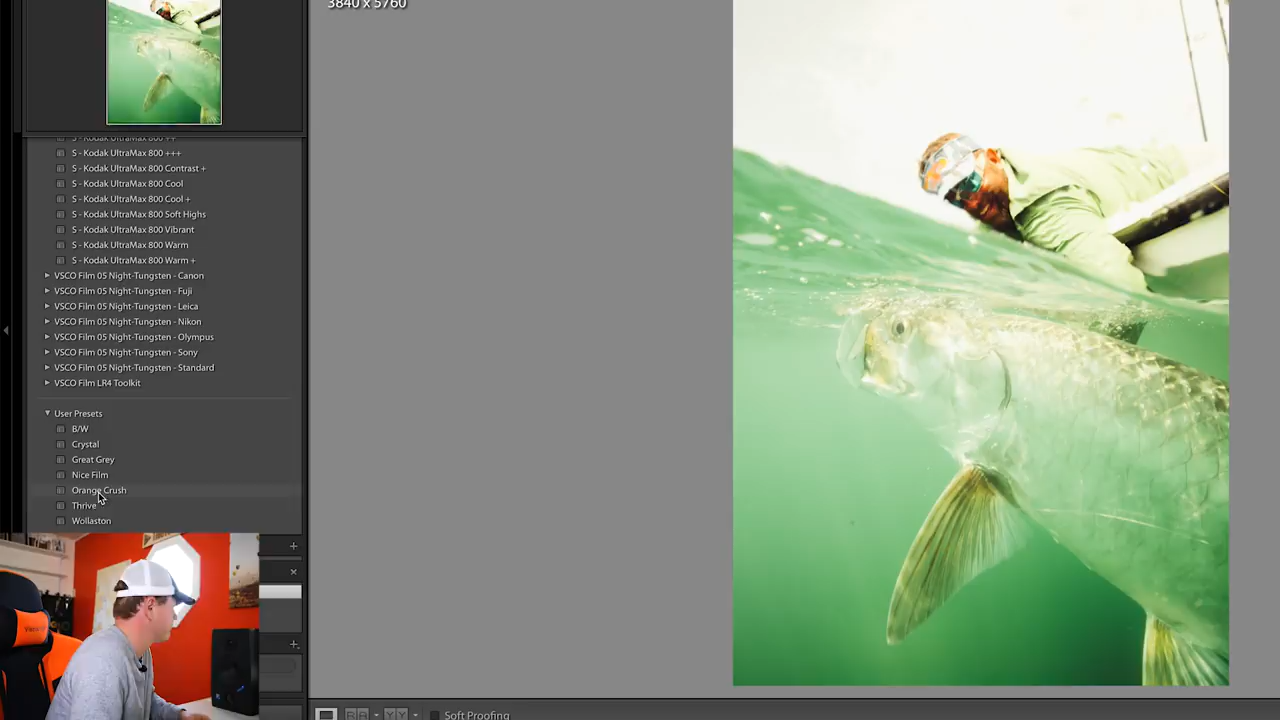 3840 x 5760
S - Kodak UltraMax 800 ++
S - Kodak UltraMax 800 +++
S - Kodak UltraMax 800 Contrast +
S - Kodak UltraMax 800 Cool
S - Kodak UltraMax 800 Cool +
S - Kodak UltraMax 800 Soft Highs
S - Kodak UltraMax 800 Vibrant
S - Kodak UltraMax 800 Warm
S - Kodak UltraMax 800 Warm +
VSCO Film 05 Night-Tungsten - Canon
VSCO Film 05 Night-Tungsten - Fuji
VSCO Film 05 Night-Tungsten - Leica
VSCO Film 05 Night-Tungsten - Nikon
VSCO Film 05 Night-Tungsten - Olympus
VSCO Film 05 Night-Tungsten - Sony
VSCO Film 05 Night-Tungsten - Standard
VSCO Film LR4 Toolkit
User Presets
B/W
Crystal
Great Grey
Nice Film
Orange Crush
Thrive
Wollaston
Soft Proofing